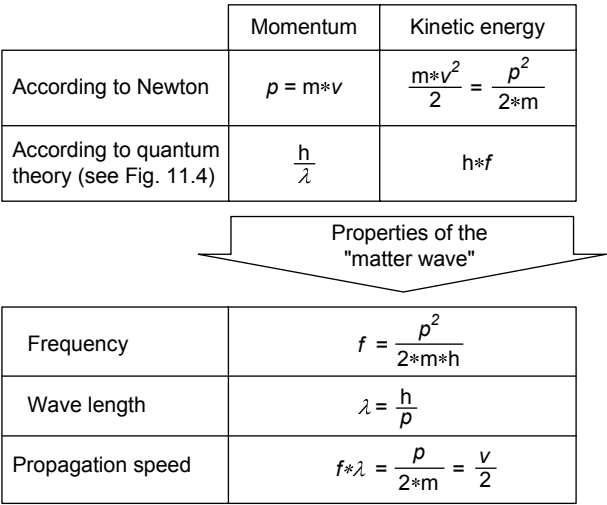 Momentum Kinetic energy
According to Newton p = m*v m*v²/2 = p²/2*m
According to quantum theory (see Fig. 11.4) h/λ h*f
Properties of the
"matter wave"
Frequency f = p²/2*m*h
Wave length λ = h/p
Propagation speed f*λ = p/2*m = v/2